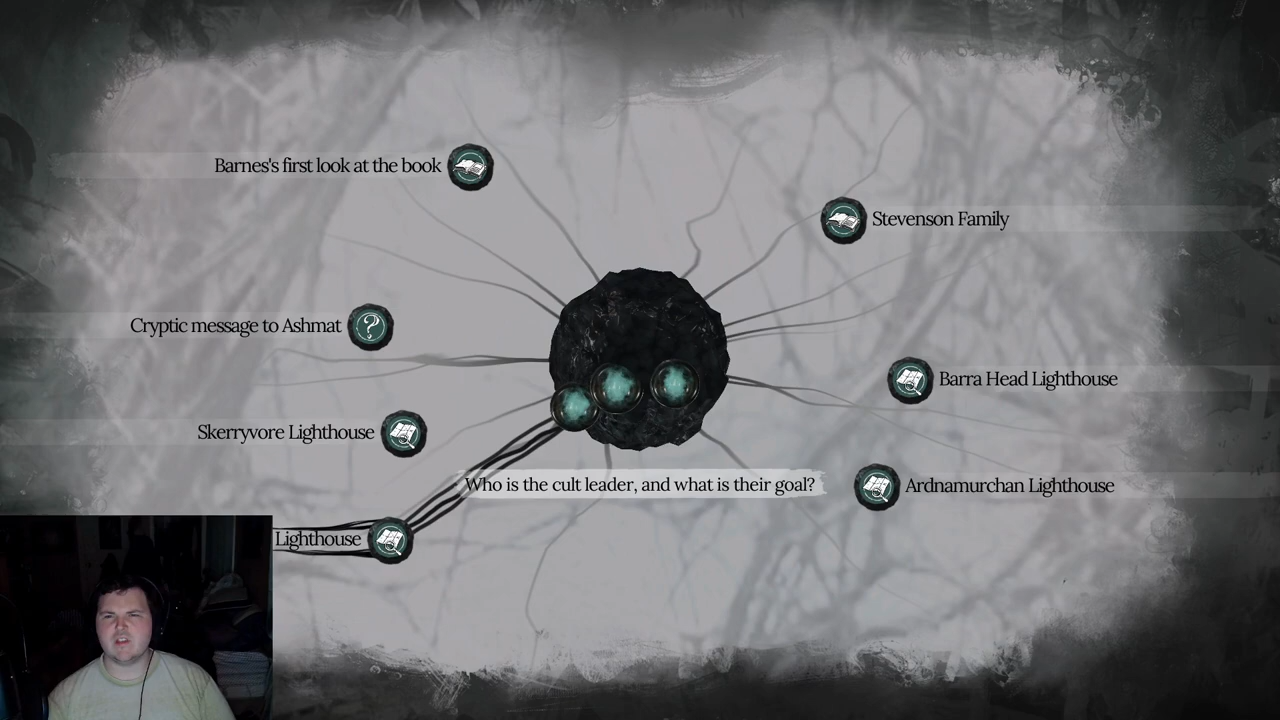 Barnes's first look at the book
Stevenson Family
Cryptic message to Ashmat
Barra Head Lighthouse
Skerryvore Lighthouse
Who is the cult leader, and what is their goal?
Ardnamurchan Lighthouse
Lighthouse